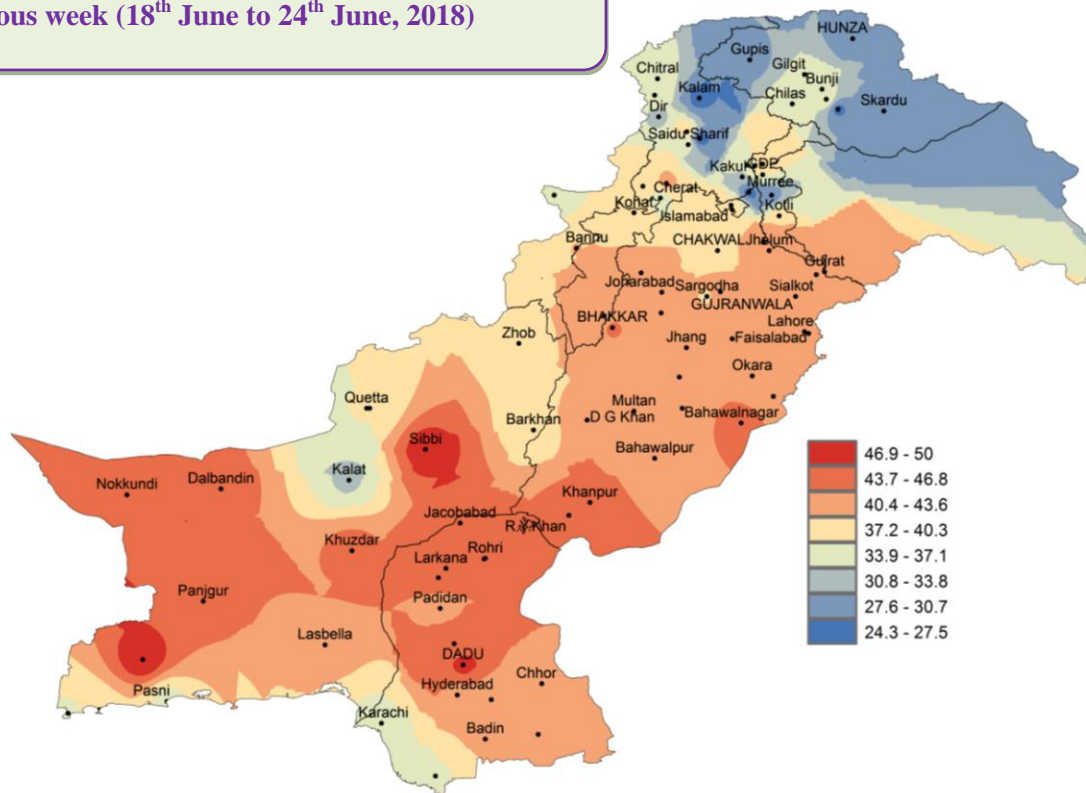 ous week (18th June to 24th June, 2018)
HUNZA
Gupis
Gilgit
Chitral
Bunji
Kalam
Chilas
Skardu
Dir
Saidu Sharif
Kakul
GDP
Murree
Cherat
Kohat
Kotli
Islamabad
Bannu
CHAKWAL
Jhelum
Gujrat
Joharabad
Sargodha
Sialkot
GUJRANWALA
BHAKKAR
Lahore
Zhob
Jhang
Faisalabad
Okara
Quetta
Multan
Barkhan
D G Khan
Bahawalnagar
Sibbi
Bahawalpur
Kalat
Nokkundi
Dalbandin
Khanpur
Jacobabad
R.Y.Khan
Khuzdar
Rohri
Larkana
Panjgur
Padidan
Lasbella
DADU
Chhor
Hyderabad
Pasni
Karachi
Badin
46.9 - 50
43.7 - 46.8
40.4 - 43.6
37.2 - 40.3
33.9 - 37.1
30.8 - 33.8
27.6 - 30.7
24.3 - 27.5